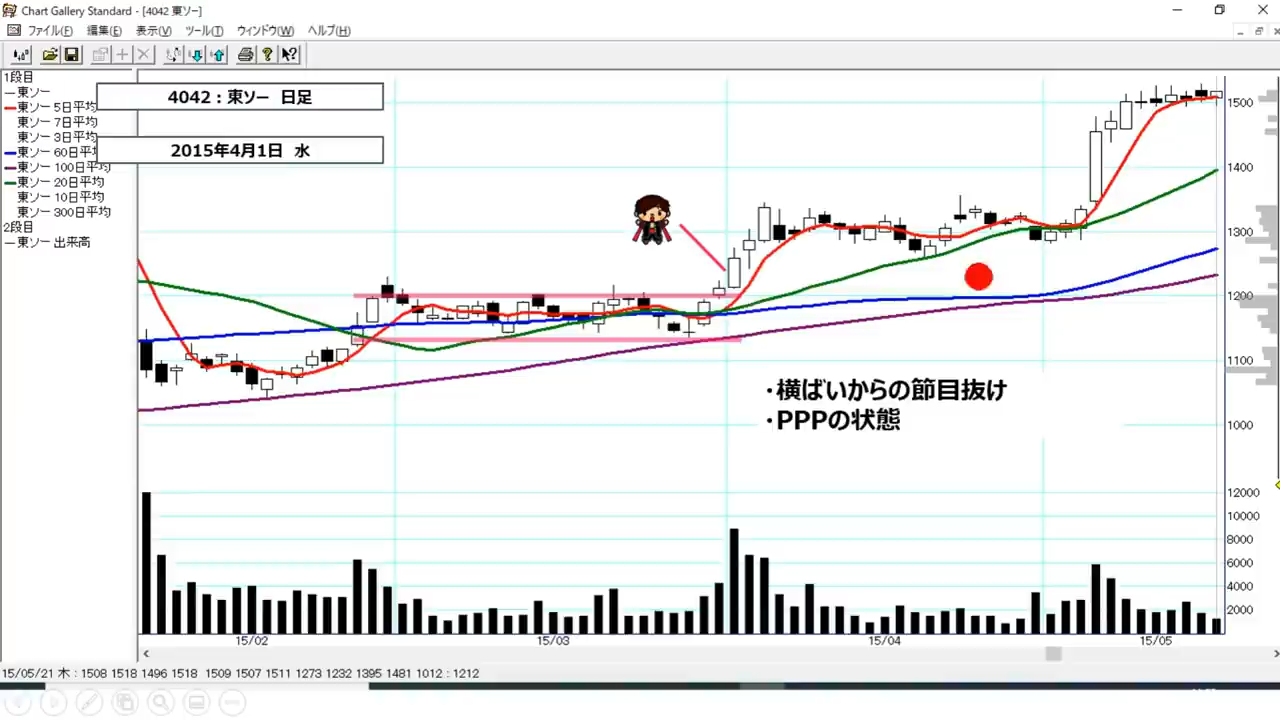 Chart Gallery Standard - [4042 東ソー]
ファイル(F) 編集(E) 表示(V) ツール(T) ウィンドウ(W) ヘルプ(H)
1段目
東ソー
東ソー 5日平均
東ソー 7日平均
東ソー 3日平均
東ソー 60日平均
東ソー 100日平均
東ソー 20日平均
東ソー 10日平均
東ソー 300日平均
2段目
東ソー 出来高
4042：東ソー 日足
2015年4月1日 水
・横ばいからの節目抜け
・PPPの状態
1500
1400
1300
1200
1100
1000
12000
10000
8000
6000
4000
2000
15/02 15/03 15/04 15/05
15/05/21 木 : 1508 1518 1496 1518 1509 1507 1511 1273 1232 1395 1481 1012 : 1212